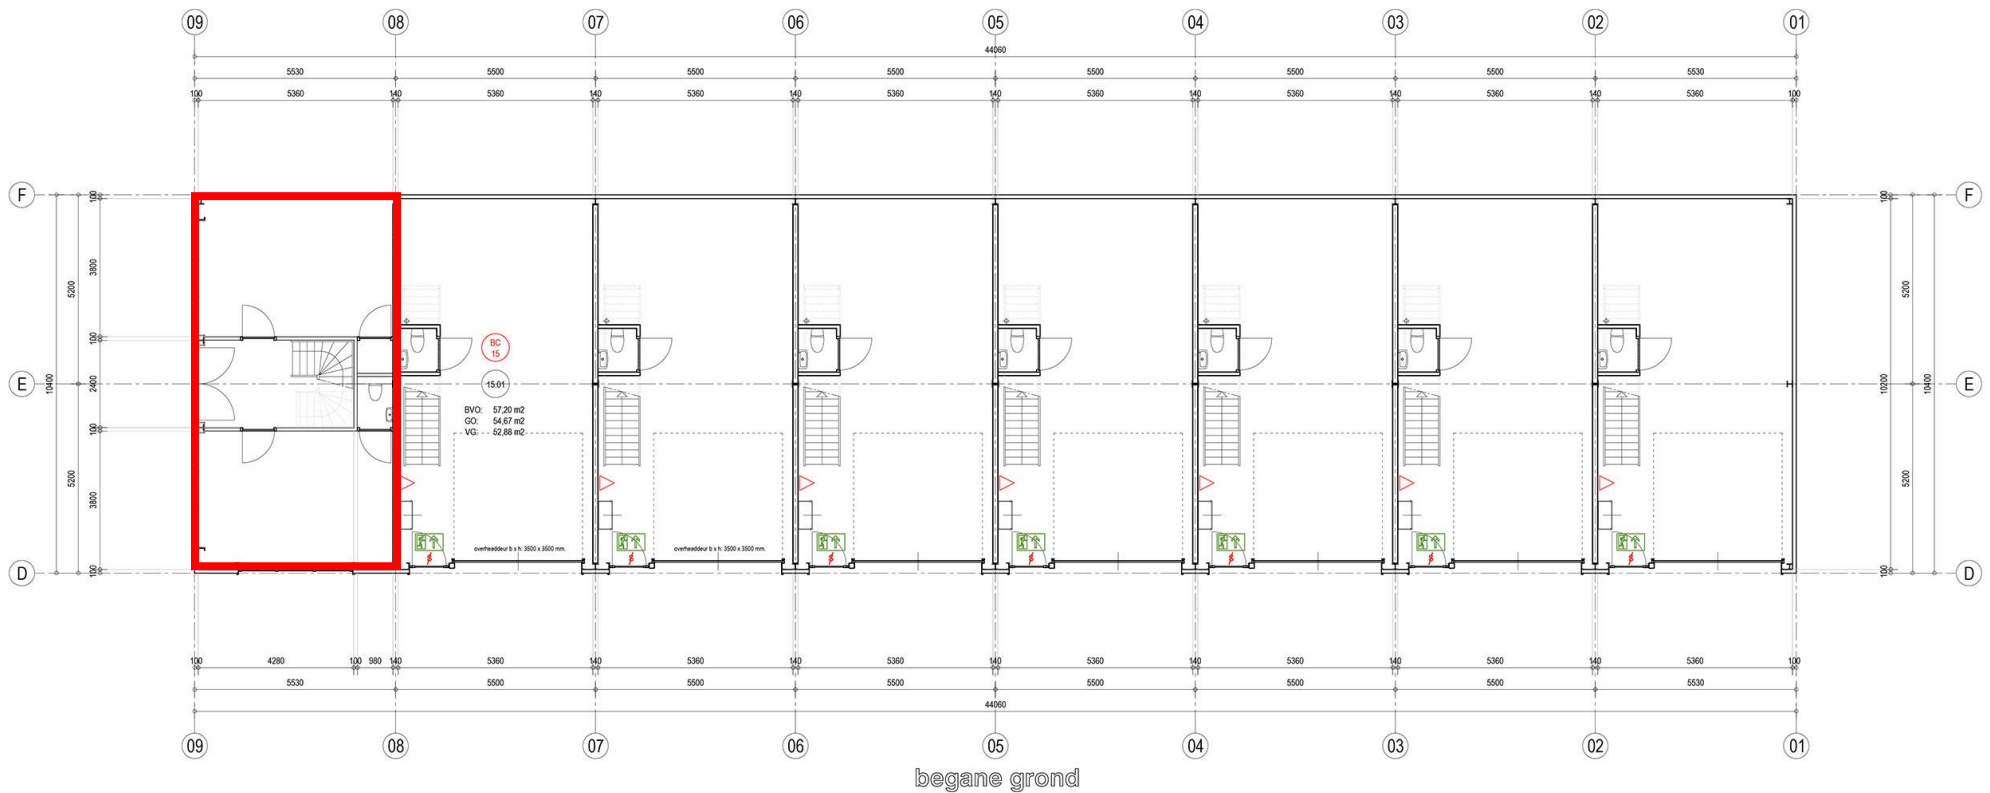 09 08 07 06 05 04 03 02 01
44060
5530 5500 5500 5500 5500 5500 5500 5530
100 5360 140 5360 140 5360 140 5360 140 5360 140 5360 140 5360 140 5360 100
F 100 100 F
3800 5200 5200
100
BC
15
E 10400 2400 15.01 10200 10400 E
BVO: 57,20 m2
GO: 54,67 m2
VG: 52,88 m2
100
5200 3800 5200
overheaddeur b x h: 3500 x 3500 mm. overheaddeur b x h: 3500 x 3500 mm.
D 100 100 D
100 4280 100 980 140 5360 140 5360 140 5360 140 5360 140 5360 140 5360 140 5360 100
5530 5500 5500 5500 5500 5500 5500 5530
44060
09 08 07 06 05 04 03 02 01
begane grond